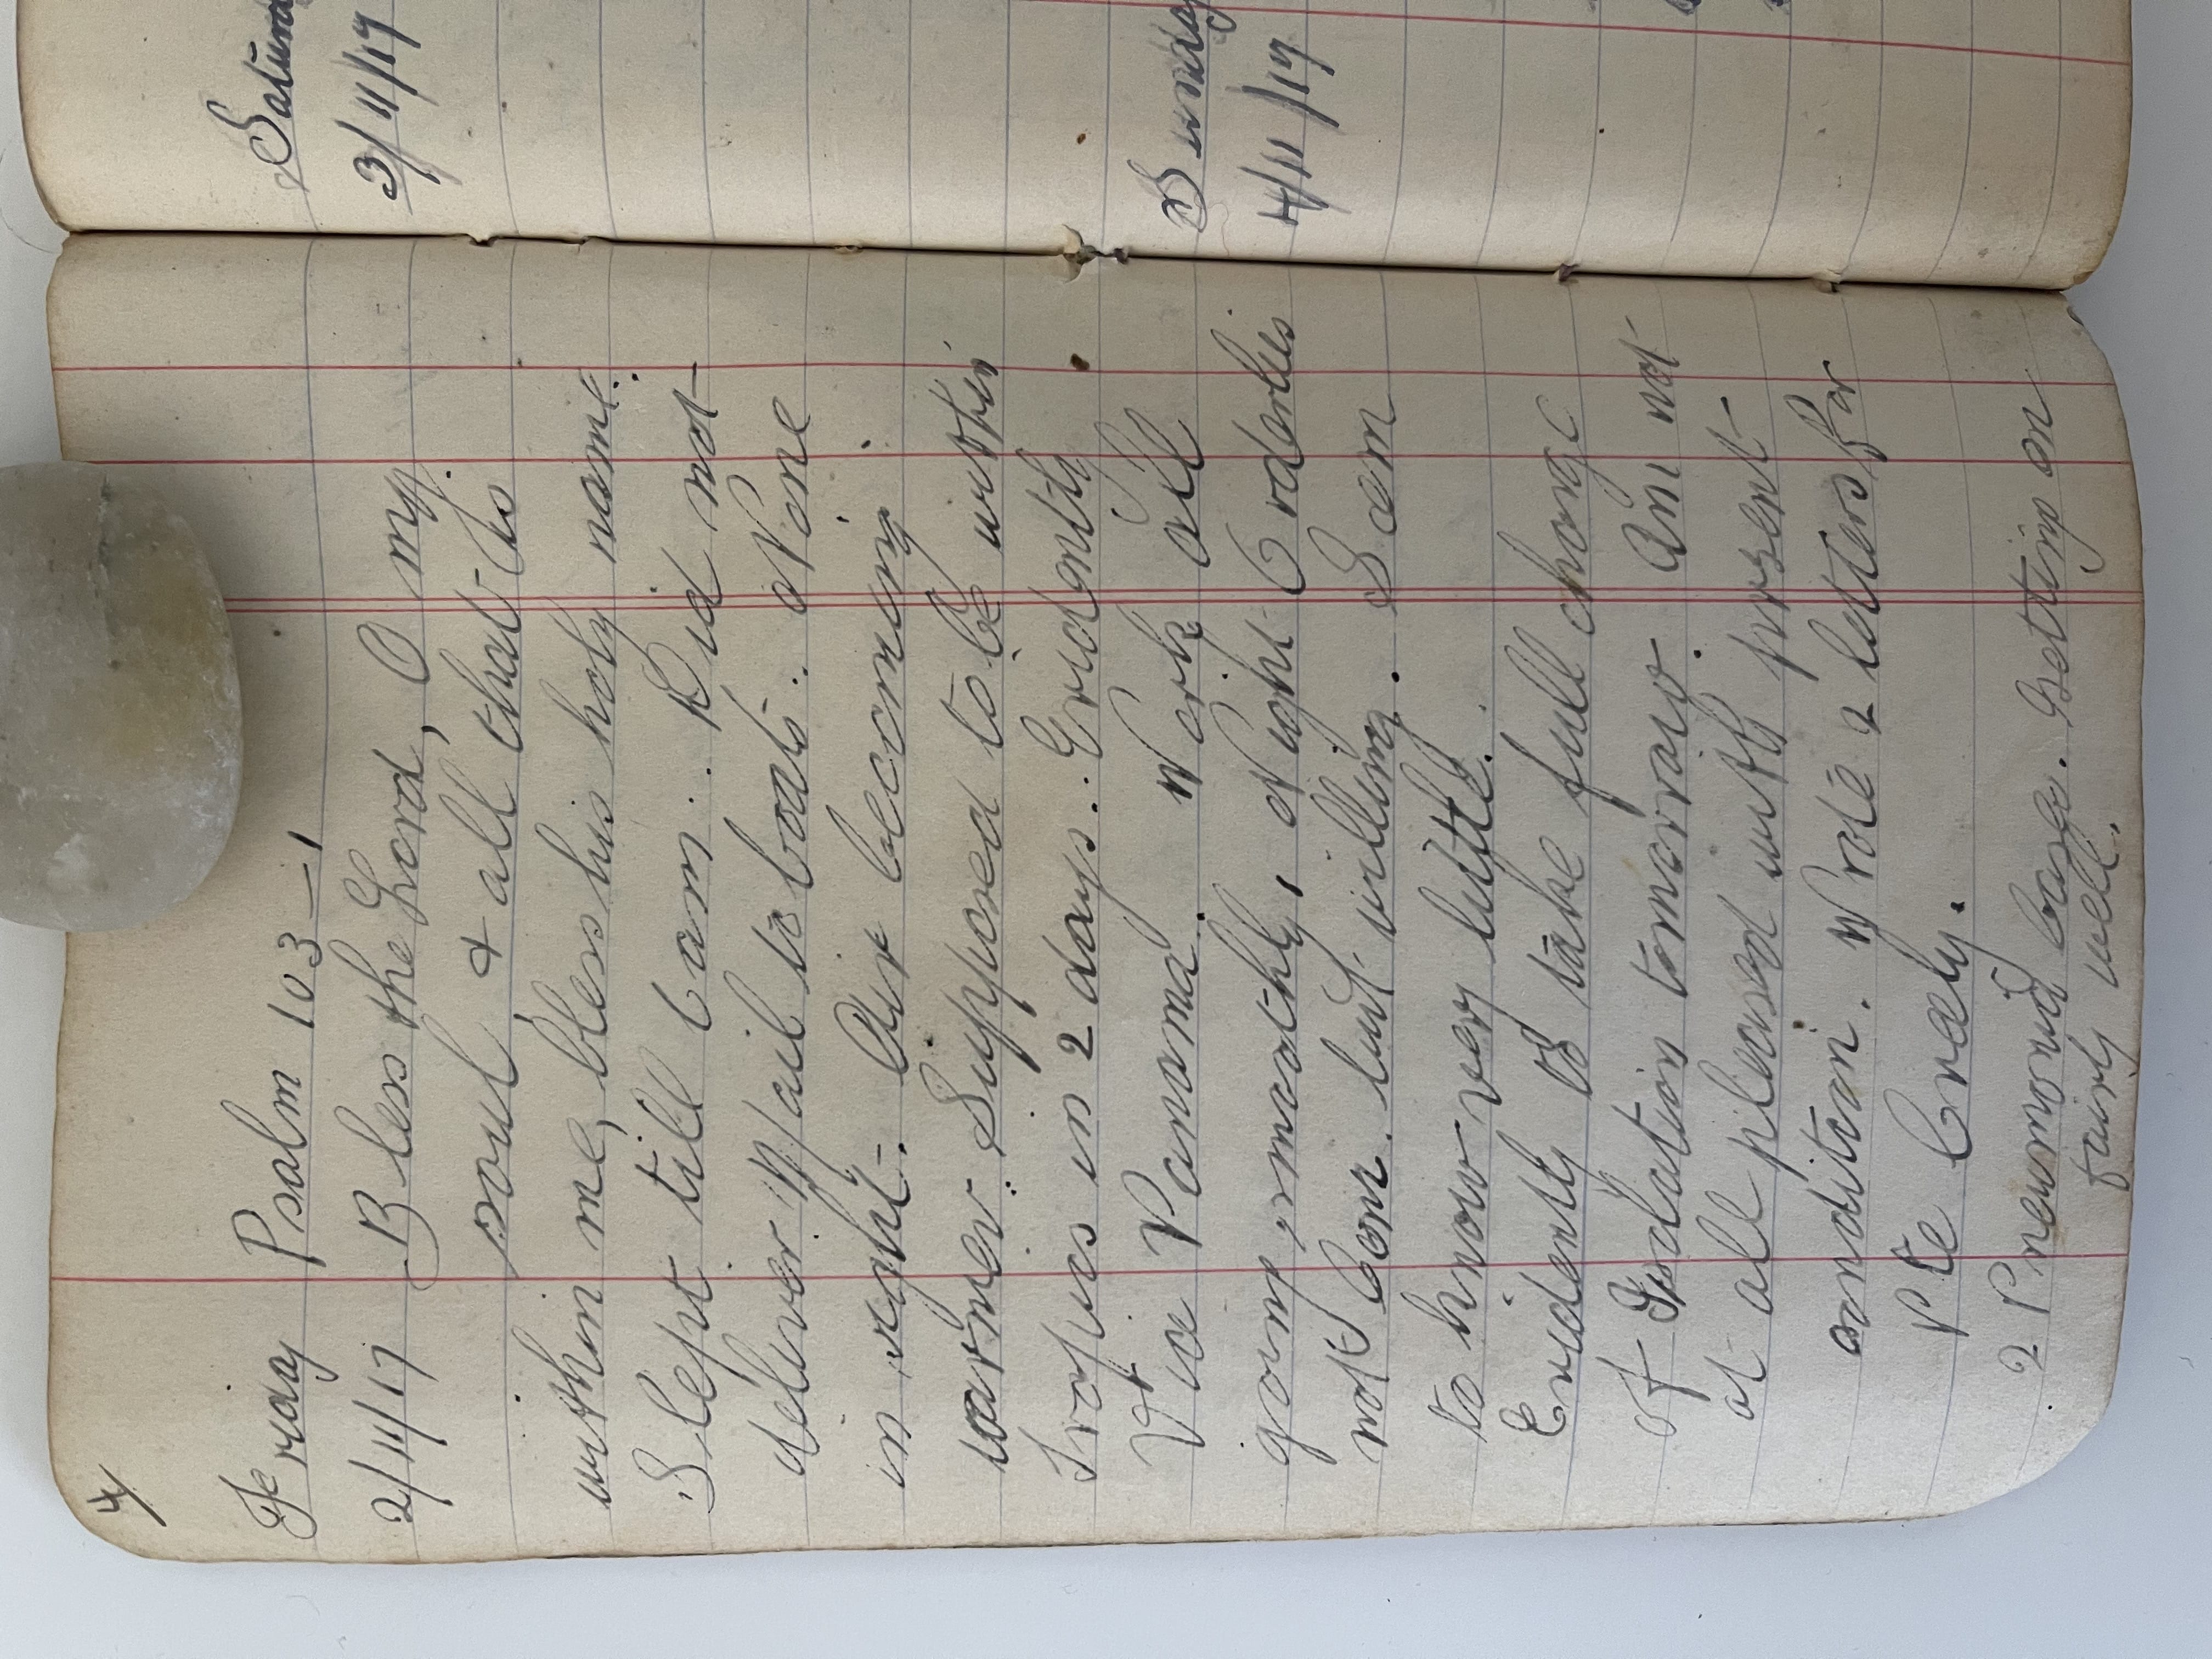 4/
Friday Psalm 103-1
2/11/17 Bless the Lord, O my
soul, & all that is
within me, bless his holy name.
Slept till 6 am. Did not
deliver Mail to boats. None
in sight. Air becoming
warmer. Supposed to be within
Tropics in 2 days. Evidently
Via Panama. Work all
going smoothly, Night Orderlies
not but willing. Seem
to know very little.
Evidently to take full charge
of Isolation tomorrow. Am not
at all pleased with present
condition. Wrote 2 letters for
Pte
2 Pneumonia Cases. Getting on
fairly well.
Saturd
3/11/17
Sunday
4/11/17